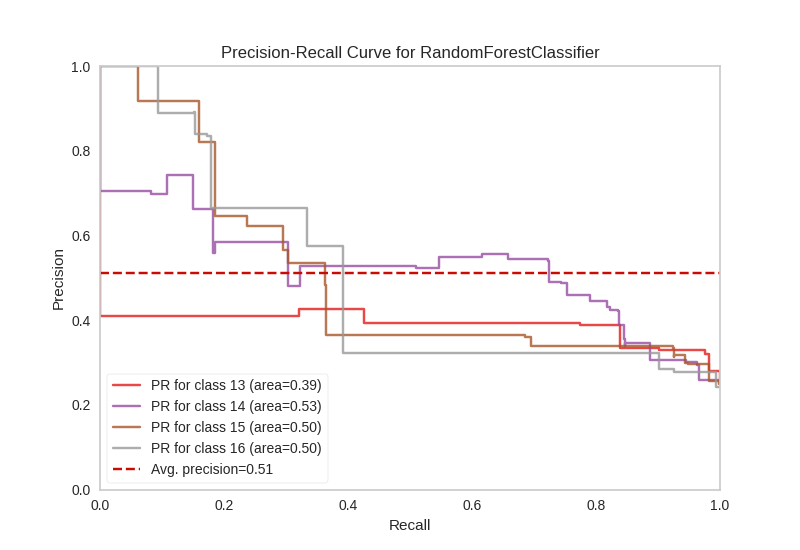 Precision-Recall Curve for RandomForestClassifier
1.0
0.8
0.6
0.4
0.2
0.0
Precision
PR for class 13 (area=0.39)
PR for class 14 (area=0.53)
PR for class 15 (area=0.50)
PR for class 16 (area=0.50)
Avg. precision=0.51
0.0 0.2 0.4 0.6 0.8 1.0
Recall